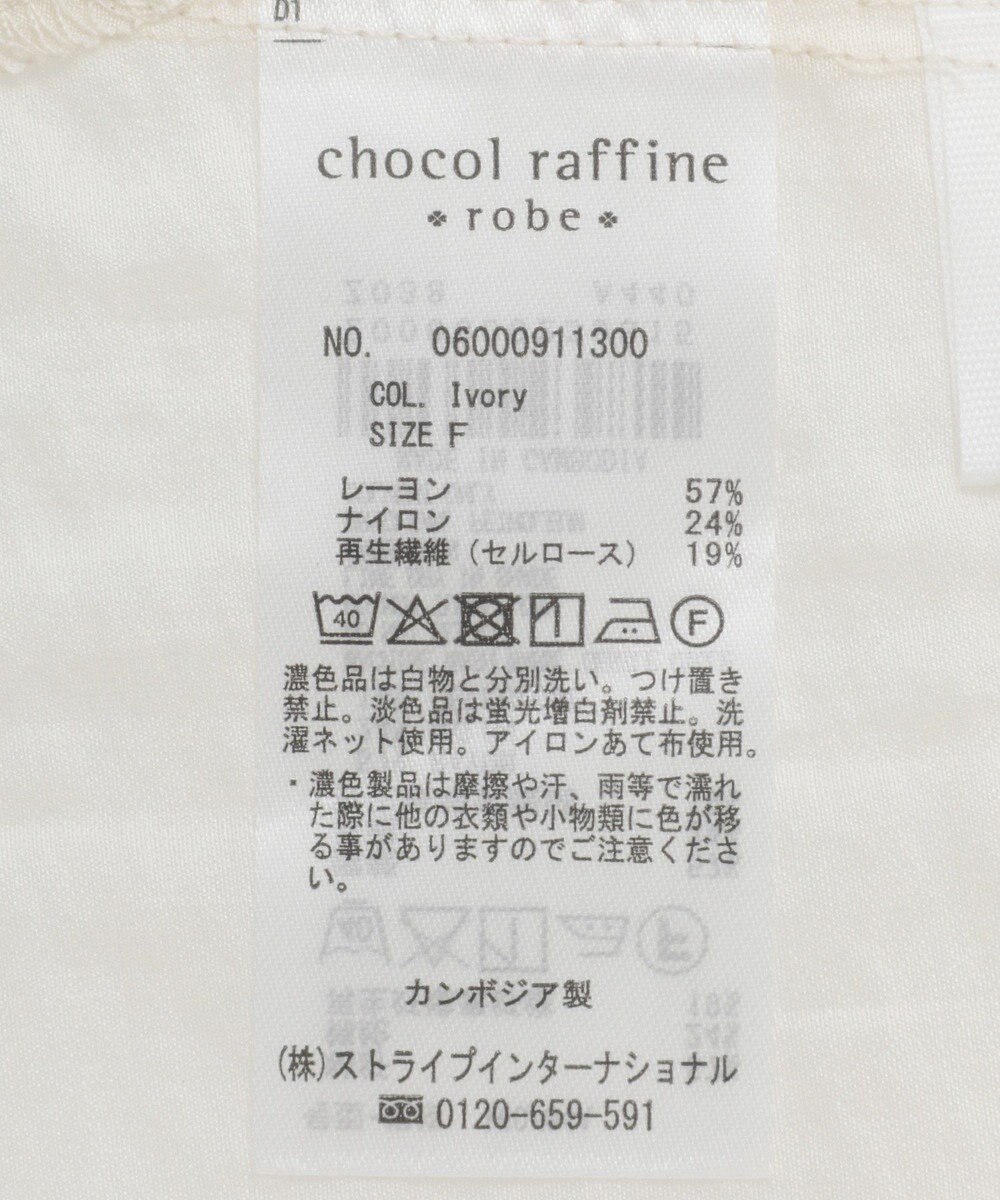 D1
chocol raffine
robe
NO. 06000911300
COL. Ivory
SIZE F
レーヨン 57%
ナイロン 24%
再生繊維（セルロース） 19%
40 F
濃色品は白物と分別洗い。つけ置き
禁止。淡色品は蛍光増白剤禁止。洗
濯ネット使用。アイロンあて布使用。
・濃色製品は摩擦や汗、雨等で濡れ
た際に他の衣類や小物類に色が移
る事がありますのでご注意くださ
い。
カンボジア製
(株)ストライプインターナショナル
0120-659-591